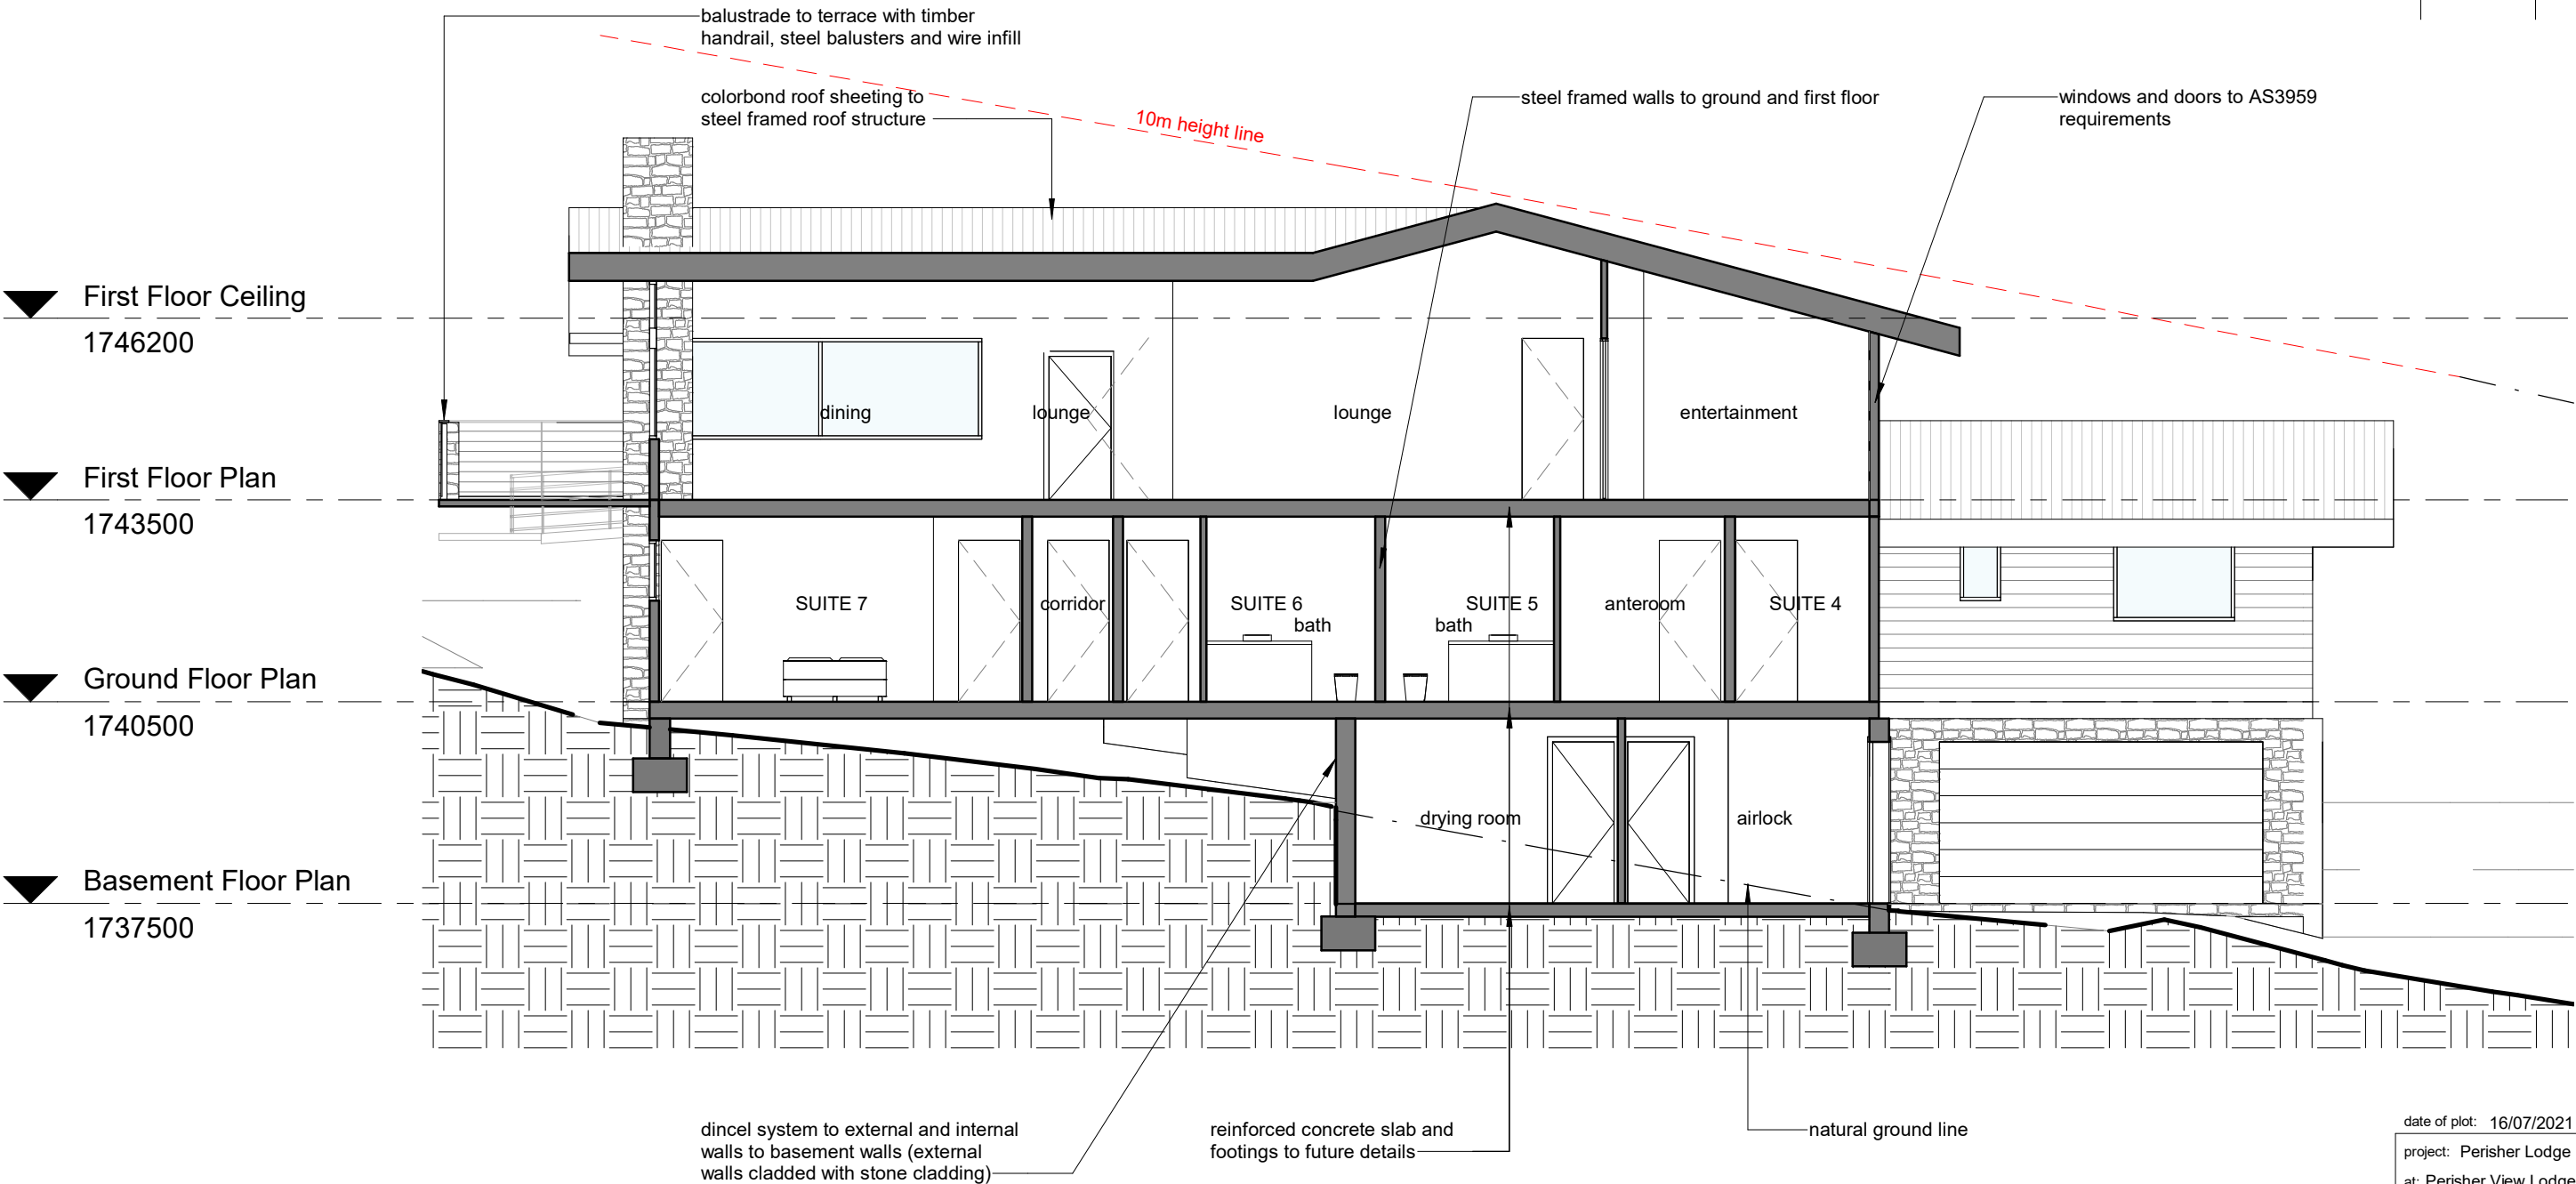 balustrade to terrace with timber
handrail, steel balusters and wire infill
colorbond roof sheeting to
steel framed roof structure
10m height line
steel framed walls to ground and first floor
windows and doors to AS3959
requirements
First Floor Ceiling
1746200
dining
lounge
lounge
entertainment
First Floor Plan
1743500
SUITE 7
corridor
SUITE 6
bath
SUITE 5
bath
anteroom
SUITE 4
Ground Floor Plan
1740500
drying room
airlock
Basement Floor Plan
1737500
dincel system to external and internal
walls to basement walls (external
walls cladded with stone cladding)
reinforced concrete slab and
footings to future details
natural ground line
date of plot: 16/07/2021
project: Perisher Lodge
at: Perisher View Lodge